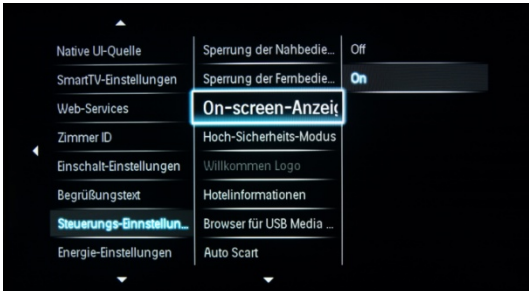 Native UI-Quelle
SmartTV-Einstellungen
Web-Services
Zimmer ID
Einschalt-Einstellungen
Begrüßungstext
Steuerungs-Einnstellun...
Energie-Einstellungen
Sperrung der Nahbedie...
Sperrung der Fernbedie...
On-screen-Anzeig
Hoch-Sicherheits-Modus
Willkommen Logo
Hotelinformationen
Browser für USB Media ...
Auto Scart
Off
On